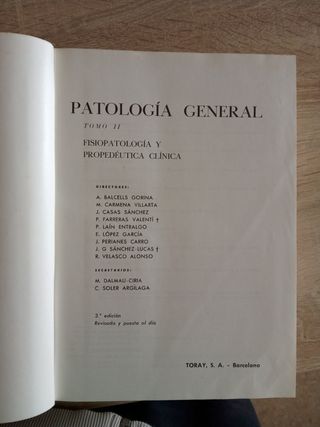 PATOLOGÍA GENERAL
TOMO II
FISIOPATOLOGÍA Y
PROPEDÉUTICA CLÍNICA
DIRECTORES:
A. BALCELLS GORINA
M. CARMENA VILLARTA
J. CASAS SÁNCHEZ
P. FARRERAS VALENTÍ †
P. LAÍN ENTRALGO
E. LÓPEZ GARCÍA
J. PERIANES CARRO
J. G SÁNCHEZ-LUCAS †
R. VELASCO ALONSO
SECRETARIOS:
M. DALMAU-CIRIA
C. SOLER ARGILAGA
3.ª edición
Revisada y puesta al día
TORAY, S. A. - Barcelona